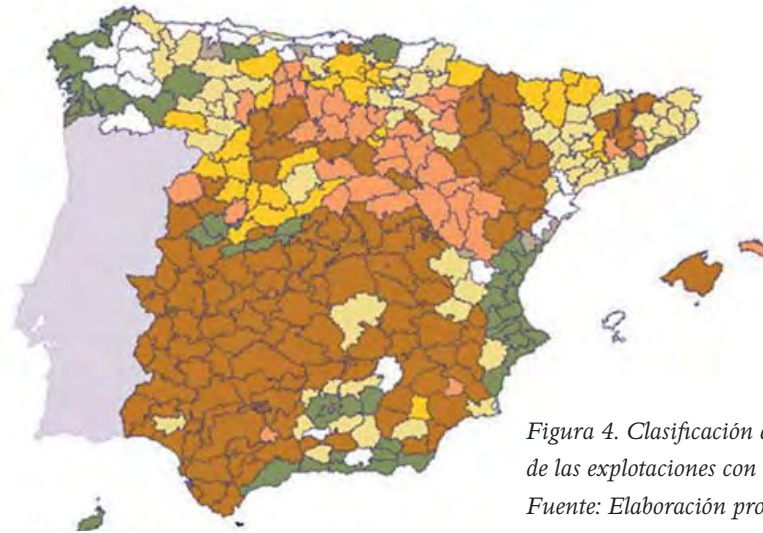 Figura 4. Clasificación
de las explotaciones con
Fuente: Elaboración pro